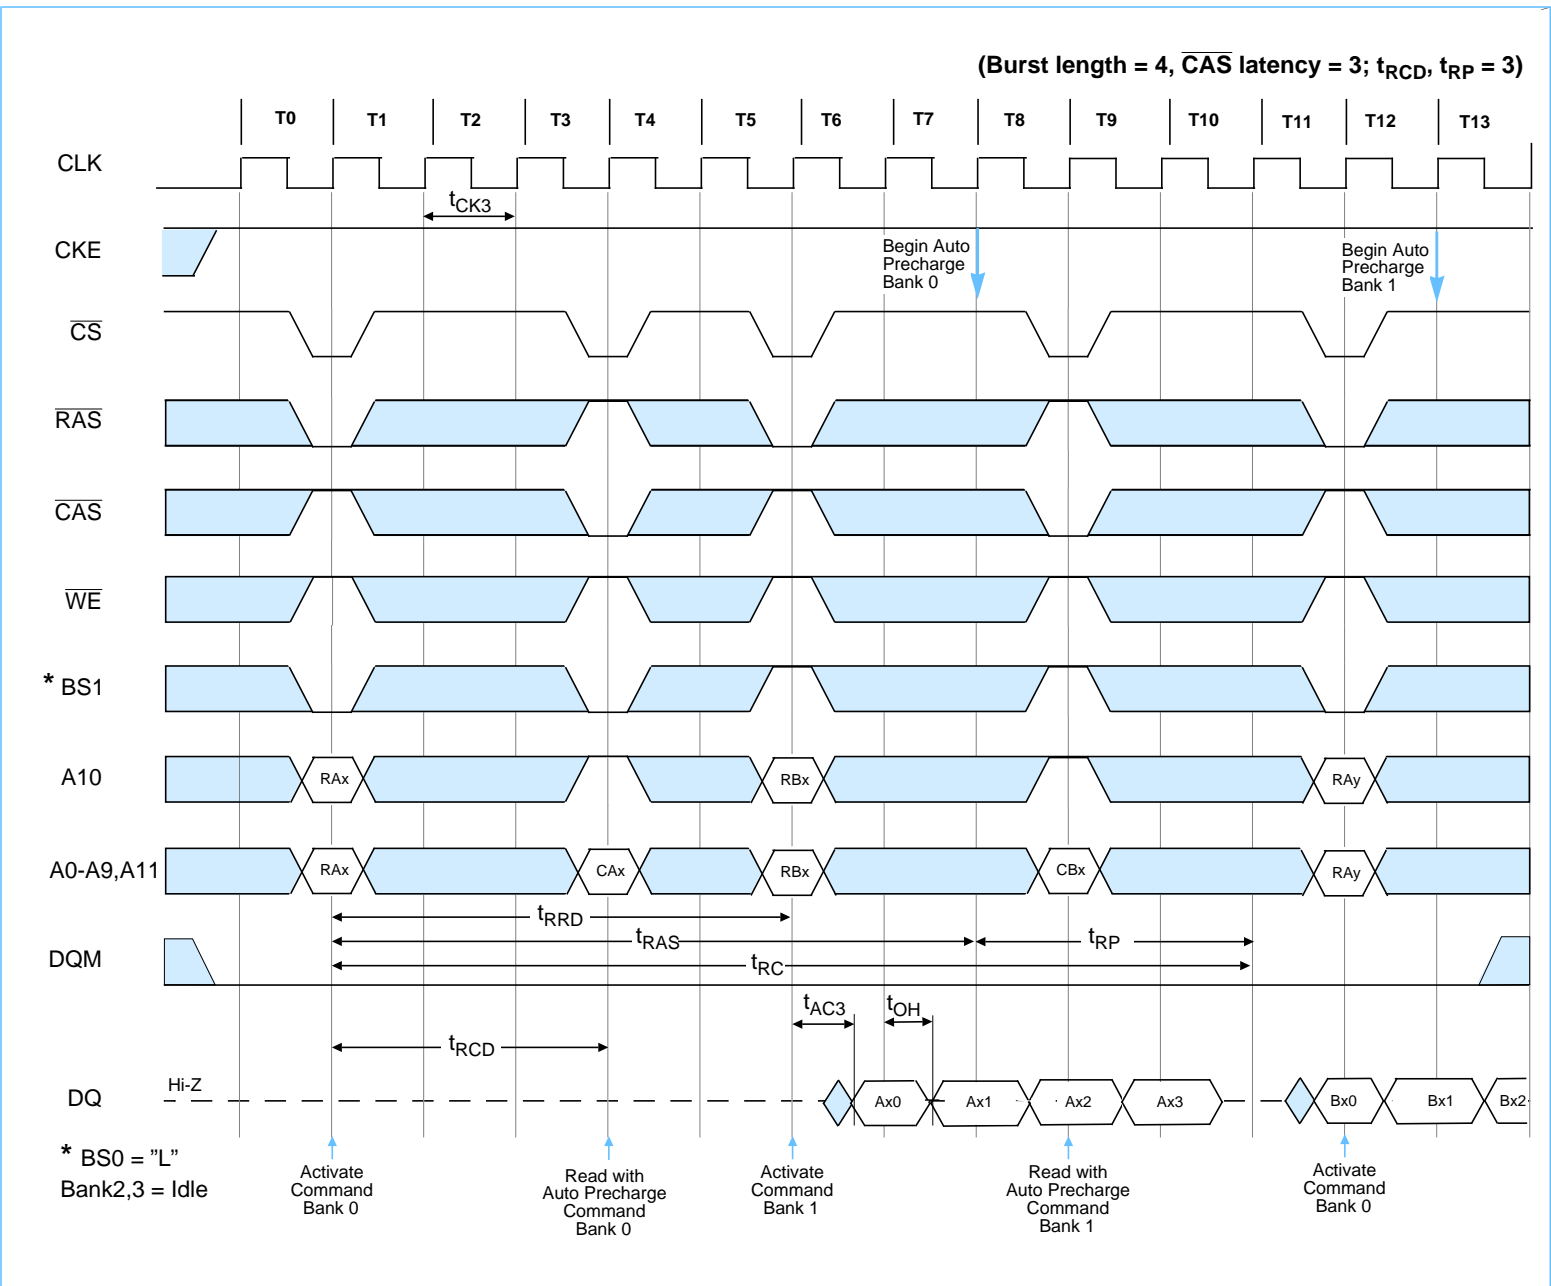 (Burst length = 4, CAS latency = 3; tRCD, tRP = 3)
T0 T1 T2 T3 T4 T5 T6 T7 T8 T9 T10 T11 T12 T13
CLK
tCK3
CKE
Begin Auto
Precharge
Bank 0
Begin Auto
Precharge
Bank 1
CS
RAS
CAS
WE
* BS1
A10
RAx
RBx
RAy
A0-A9,A11
RAx
CAx
RBx
CBx
RAy
tRRD
tRAS
tRP
DQM
tRC
tAC3
tOH
tRCD
DQ
Hi-Z
Ax0
Ax1
Ax2
Ax3
Bx0
Bx1
Bx2
* BS0 = ”L”
Bank2,3 = Idle
Activate
Command
Bank 0
Read with
Auto Precharge
Command
Bank 0
Activate
Command
Bank 1
Read with
Auto Precharge
Command
Bank 1
Activate
Command
Bank 0